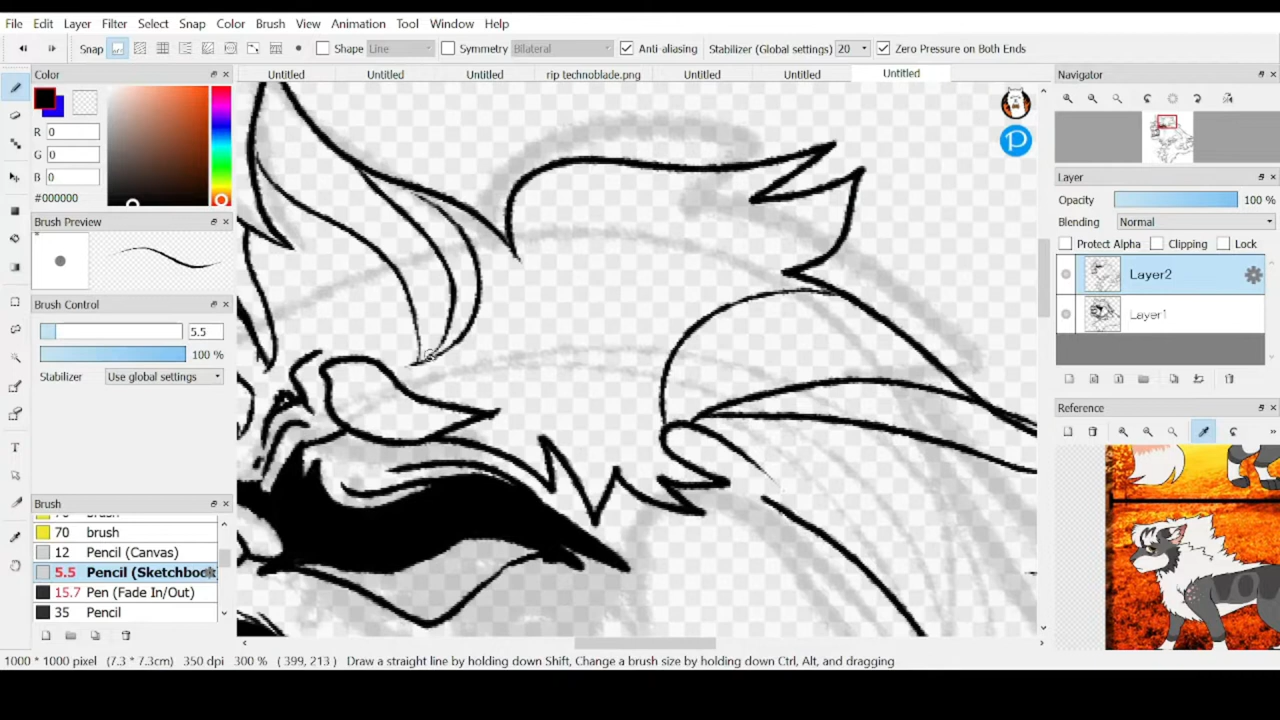 File Edit Layer Filter Select Snap Color Brush View Animation Tool Window Help
Snap Shape Line Symmetry Bilateral Anti-aliasing Stabilizer (Global settings) 20 Zero Pressure on Both Ends
Color
Untitled Untitled Untitled rip technoblade.png Untitled Untitled Untitled
Navigator
R 0
G 0
B 0
#000000
Brush Preview
Brush Control
5.5
100 %
Stabilizer Use global settings
Brush
70 brush
12 Pencil (Canvas)
5.5 Pencil (Sketchbook
15.7 Pen (Fade In/Out)
35 Pencil
Layer
Opacity 100 %
Blending Normal
Protect Alpha Clipping Lock
Layer2
Layer1
Reference
1000 * 1000 pixel (7.3 * 7.3cm) 350 dpi 300 % ( 399, 213 ) Draw a straight line by holding down Shift, Change a brush size by holding down Ctrl, Alt, and dragging